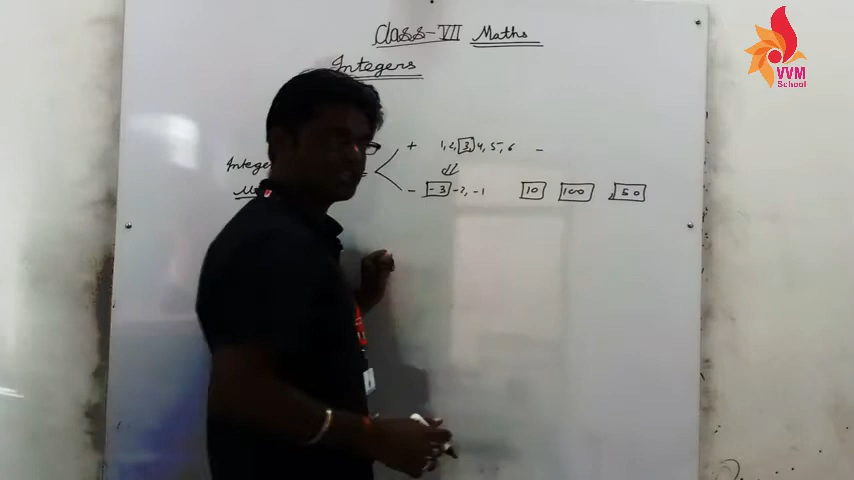 Class-VII Maths
Integers
VVM
School
+ 1, 2, 3, 4, 5, 6 -
- -3 -2, -1 10 100 50